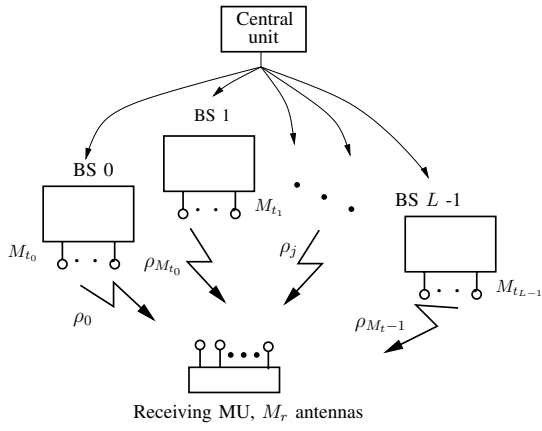 Central
unit
BS 1
BS 0
BS L -1
M_{t_0}
M_{t_1}
M_{t_{L-1}}
ρ_0
ρ_{M_{t_0}}
ρ_j
ρ_{M_t-1}
Receiving MU, M_r antennas